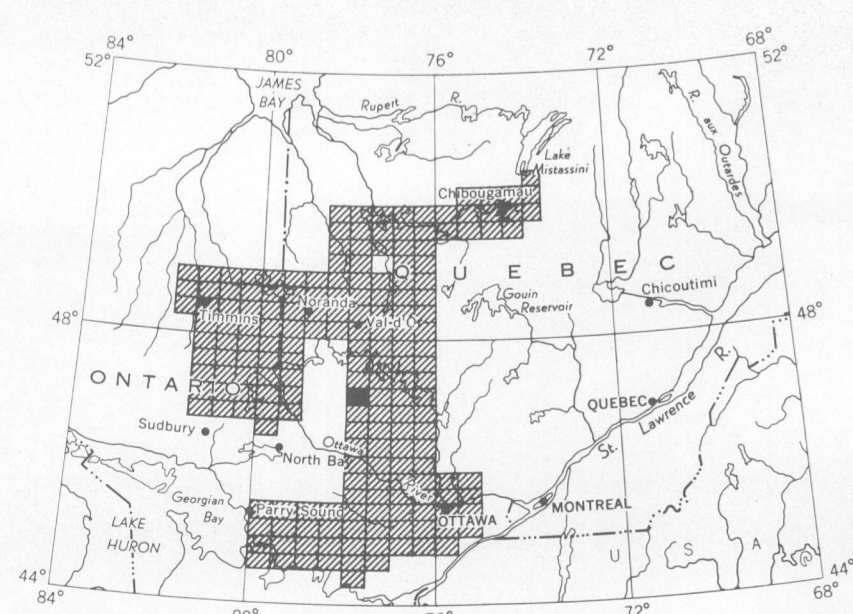 84° 80° 76° 72° 68°
52° 52°
JAMES
BAY
Rupert R.
R. aux Outardes
Lake
Mistassini
Chibougamau
QUEBEC
Chicoutimi
Gouin
Reservoir
Noranda
Timmins
Val-d'O
48° 48°
ONTARIO
QUEBEC
St. Lawrence R.
Sudbury
Ottawa River
North Bay
Georgian
Bay
Parry Sound
OTTAWA
MONTREAL
LAKE
HURON
U S A
44° 44°
84° 80° 76° 72° 68°